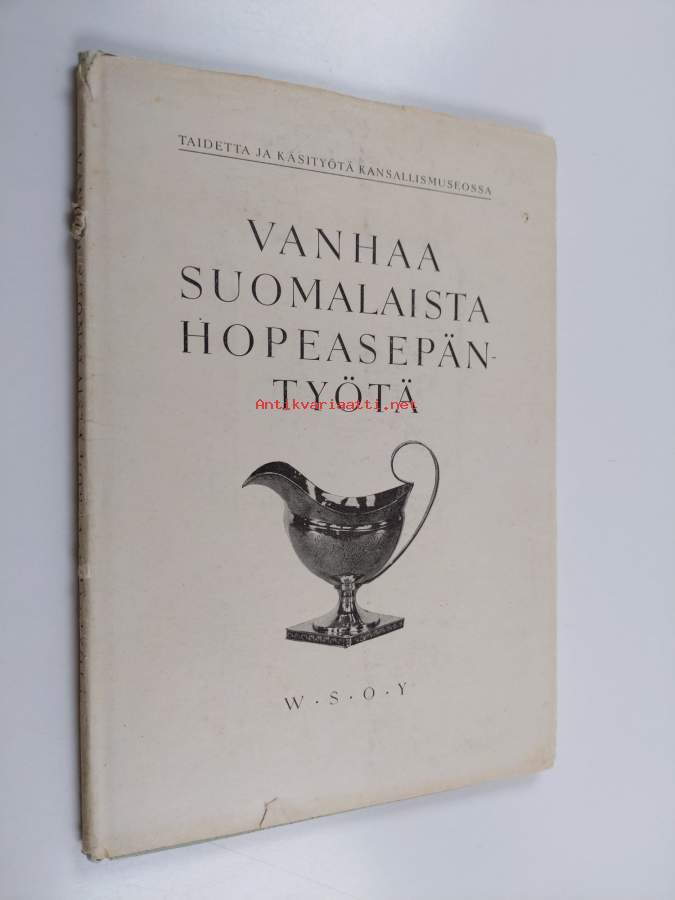 TAIDETTA JA KÄSITYÖTÄ KANSALLISMUSEOSSA
VANHAA
SUOMALAISTA
HOPEASEPÄN-
TYÖTÄ
Antikvariaatti.net
W·S·O·Y